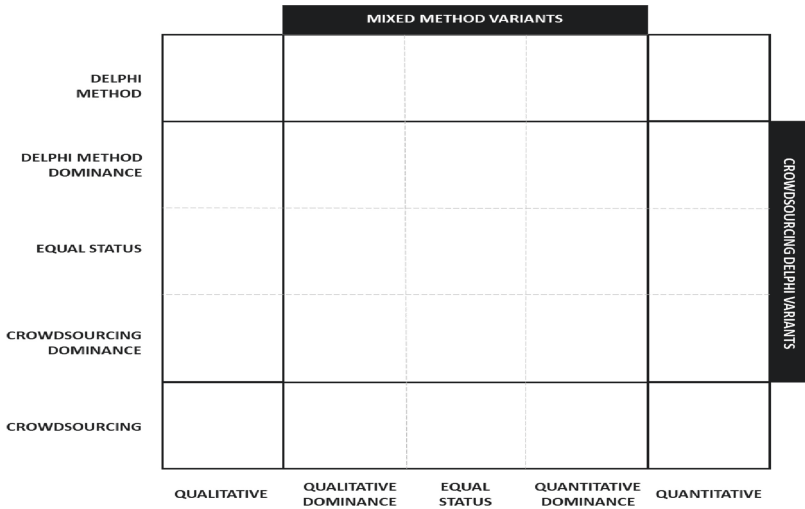 MIXED METHOD VARIANTS
DELPHI
METHOD
DELPHI METHOD
DOMINANCE
EQUAL STATUS
CROWDSOURCING
DOMINANCE
CROWDSOURCING
CROWDSOURCING DELPHI VARIANTS
QUALITATIVE
QUALITATIVE
DOMINANCE
EQUAL
STATUS
QUANTITATIVE
DOMINANCE
QUANTITATIVE